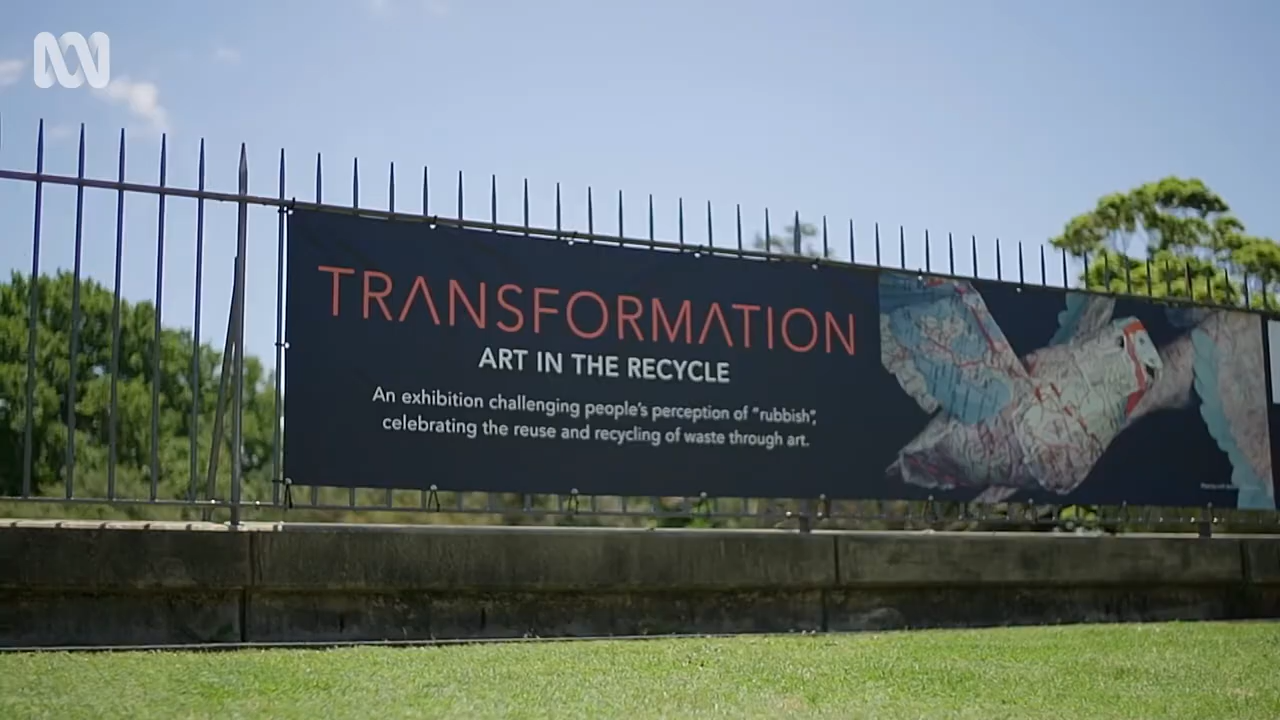 TRANSFORMATION
ART IN THE RECYCLE
An exhibition challenging people's perception of "rubbish",
celebrating the reuse and recycling of waste through art.